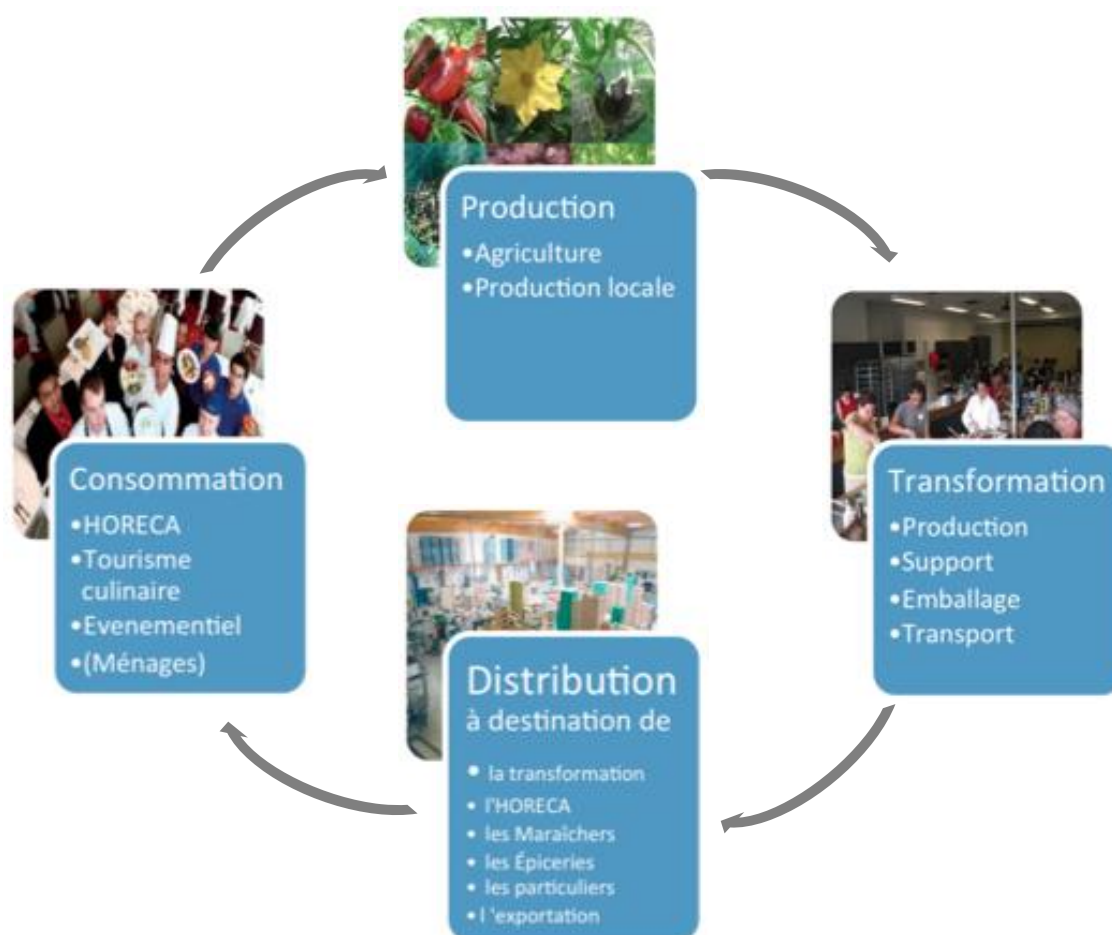 Production
•Agriculture
•Production locale
Transformation
•Production
•Support
•Emballage
•Transport
Distribution
à destination de
• la transformation
• l'HORECA
• les Maraîchers
• les Épiceries
• les particuliers
•l 'exportation
Consommation
•HORECA
•Tourisme
culinaire
•Evenementiel
•(Ménages)